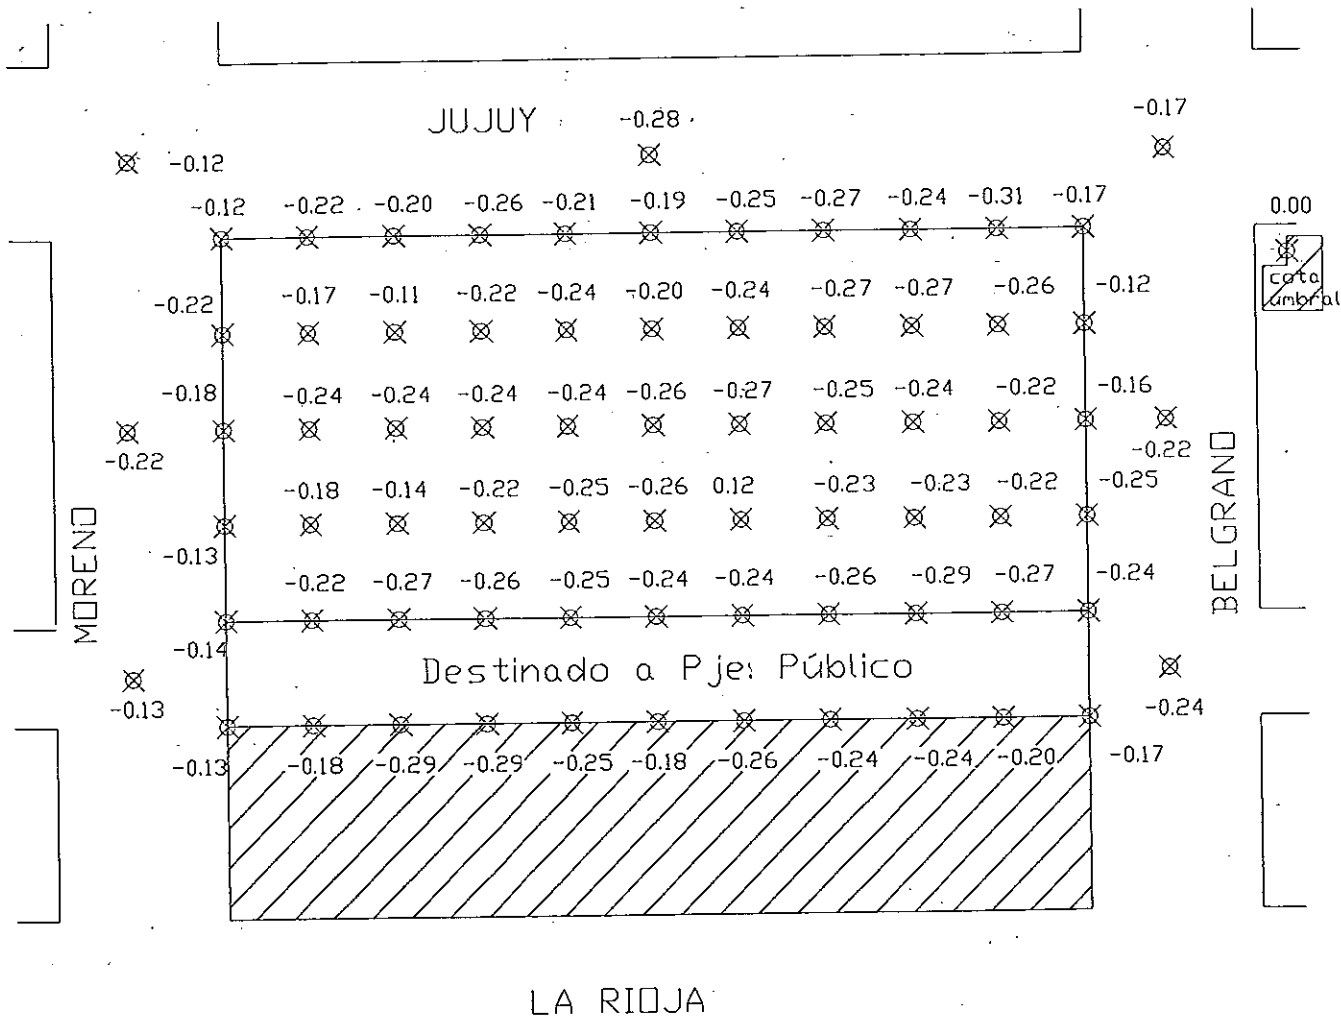 JUJUY
-0.28
-0.17
-0.12
-0.12 -0.22 -0.20 -0.26 -0.21 -0.19 -0.25 -0.27 -0.24 -0.31 -0.17
0.00
cota
umbral
-0.22 -0.17 -0.11 -0.22 -0.24 -0.20 -0.24 -0.27 -0.27 -0.26 -0.12
-0.18 -0.24 -0.24 -0.24 -0.24 -0.26 -0.27 -0.25 -0.24 -0.22 -0.16
-0.22
-0.22
-0.18 -0.14 -0.22 -0.25 -0.26 0.12 -0.23 -0.23 -0.22 -0.25
MORENO
BELGRANO
-0.13
-0.22 -0.27 -0.26 -0.25 -0.24 -0.24 -0.26 -0.29 -0.27 -0.24
-0.14
Destinado a Pje: Público
-0.13
-0.24
-0.13 -0.18 -0.29 -0.29 -0.25 -0.18 -0.26 -0.24 -0.24 -0.20 -0.17
LA RIOJA